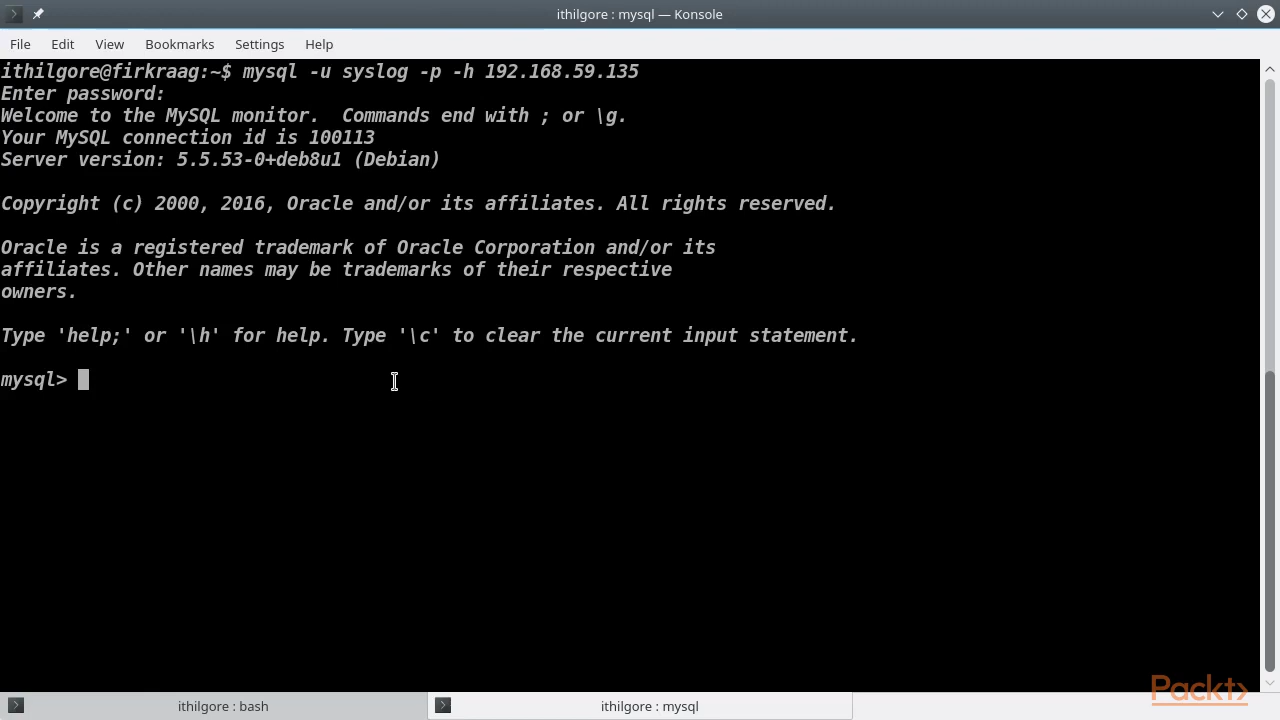 ithilgore : mysql — Konsole
File Edit View Bookmarks Settings Help
ithilgore@firkraag:~$ mysql -u syslog -p -h 192.168.59.135
Enter password:
Welcome to the MySQL monitor.  Commands end with ; or \g.
Your MySQL connection id is 100113
Server version: 5.5.53-0+deb8u1 (Debian)
Copyright (c) 2000, 2016, Oracle and/or its affiliates. All rights reserved.
Oracle is a registered trademark of Oracle Corporation and/or its
affiliates. Other names may be trademarks of their respective
owners.
Type 'help;' or '\h' for help. Type '\c' to clear the current input statement.
mysql>
Packt>
ithilgore : bash
ithilgore : mysql